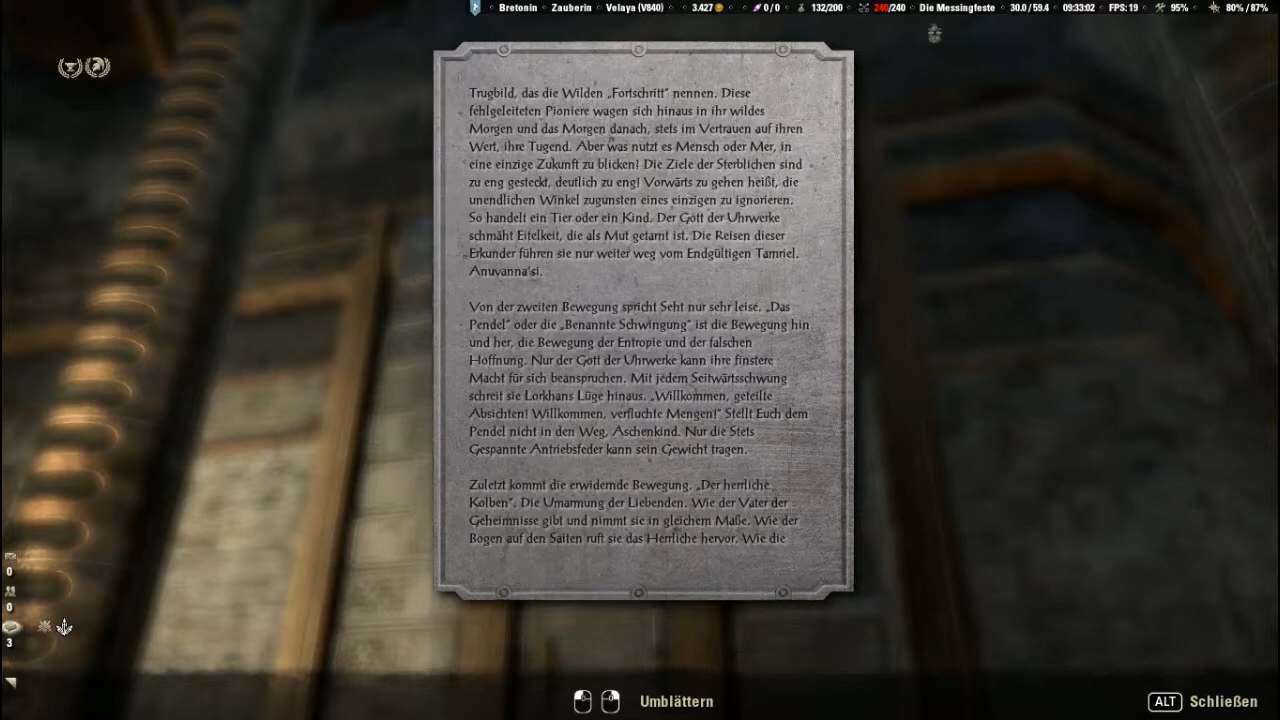 Bretonin Zauberin Velaya (V840) 3.427 0/0 132/200 240/240 Die Messingfeste 30.0/59.4 09:33:02 FPS:19 95% 80%/87%
Trugbild, das die Wilden „Fortschritt“ nennen. Diese
fehlgeleiteten Pioniere wagen sich hinaus in ihr wildes
Morgen und das Morgen danach, stets im Vertrauen auf ihren
Wert, ihre Tugend. Aber was nutzt es Mensch oder Mer, in
eine einzige Zukunft zu blicken? Die Ziele der Sterblichen sind
zu eng gesteckt, deutlich zu eng! Vorwärts zu gehen heißt, die
unendlichen Winkel zugunsten eines einzigen zu ignorieren.
So handelt ein Tier oder ein Kind. Der Gott der Uhrwerke
schmäht Eitelkeit, die als Mut getarnt ist. Die Reisen dieser
Erkunder führen sie nur weiter weg vom Endgültigen Tamriel.
Anuvanna'si.
Von der zweiten Bewegung spricht Seht nur sehr leise. „Das
Pendel“ oder die „Benannte Schwingung“ ist die Bewegung hin
und her, die Bewegung der Entropie und der falschen
Hoffnung. Nur der Gott der Uhrwerke kann ihre finstere
Macht für sich beanspruchen. Mit jedem Seitwärtsschwung
schreit sie Lorkhans Lüge hinaus. „Willkommen, geteilte
Absichten! Willkommen, verfluchte Mengen!“ Stellt Euch dem
Pendel nicht in den Weg, Aschenkind. Nur die Stets
Gespannte Antriebsfeder kann sein Gewicht tragen.
Zuletzt kommt die erwidernde Bewegung. „Der herrliche
Kolben“. Die Umarmung der Liebenden. Wie der Vater der
Geheimnisse gibt und nimmt sie in gleichem Maße. Wie der
Bogen auf den Saiten ruft sie das Herrliche hervor. Wie die
0
0
3
Umblättern
ALT Schließen